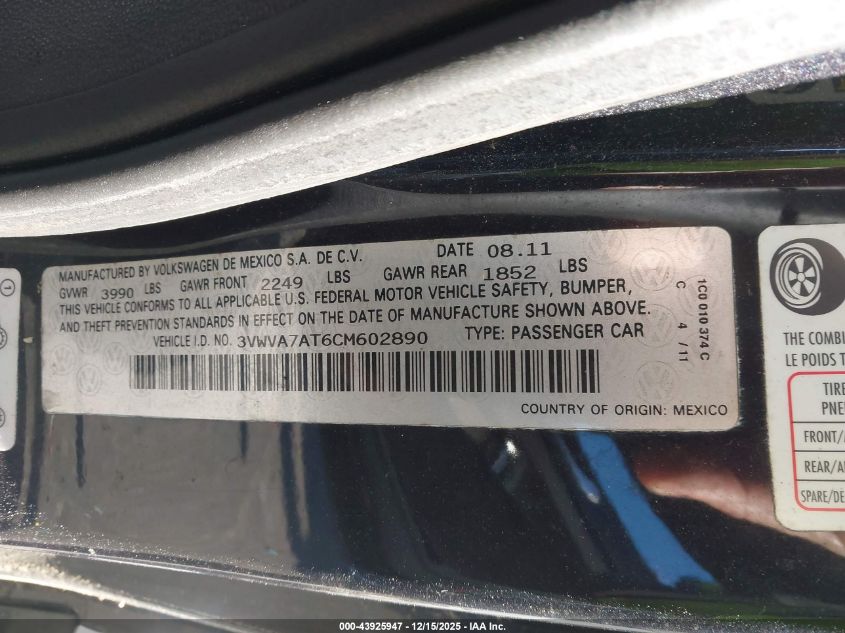 MANUFACTURED BY VOLKSWAGEN DE MEXICO S.A. DE C.V. DATE 08.11
GVWR 3990 LBS GAWR FRONT 2249 LBS GAWR REAR 1852 LBS
THIS VEHICLE CONFORMS TO ALL APPLICABLE U.S. FEDERAL MOTOR VEHICLE SAFETY, BUMPER,
AND THEFT PREVENTION STANDARDS IN EFFECT ON THE DATE OF MANUFACTURE SHOWN ABOVE.
VEHICLE I.D. NO. 3VWVA7AT6CM602890 TYPE: PASSENGER CAR
COUNTRY OF ORIGIN: MEXICO
1C0 010 374 C
C 4 /11
THE COMBI
LE POIDS T
TIRE
PNE
FRONT/
REAR/A
SPARE/DE
000-43925947 - 12/15/2025 - IAA Inc.